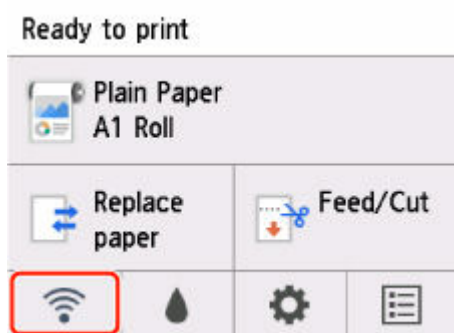 Ready to print
Plain Paper
A1 Roll
Replace
paper
Feed/Cut